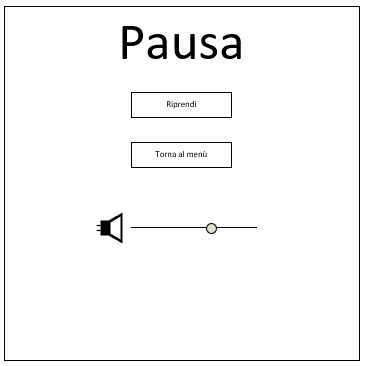 Pausa
Riprendi
Torna al menù